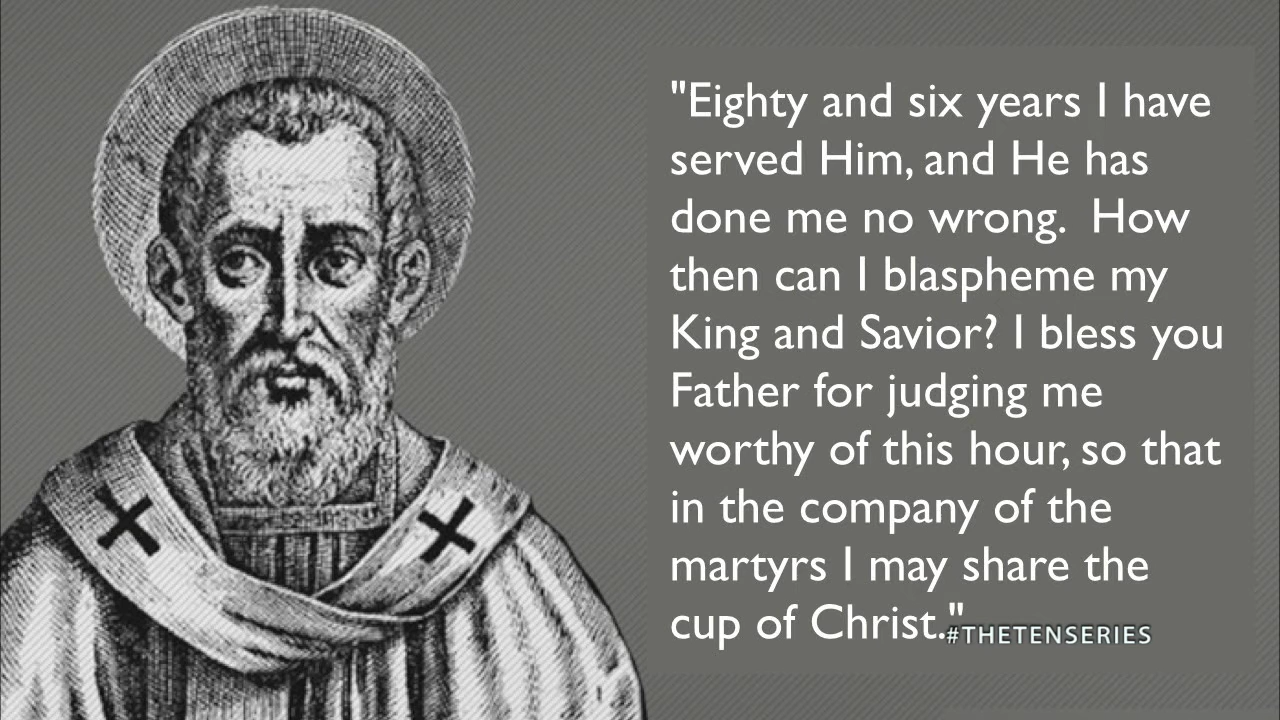 "Eighty and six years I have
served Him, and He has
done me no wrong.  How
then can I blaspheme my
King and Savior? I bless you
Father for judging me
worthy of this hour, so that
in the company of the
martyrs I may share the
cup of Christ."
#THETENSERIES